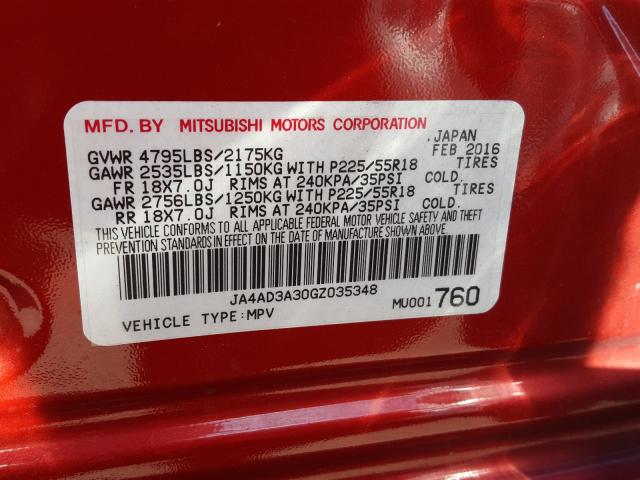 MFD. BY MITSUBISHI MOTORS CORPORATION , JAPAN
GVWR 4795LBS/2175KG FEB 2016
GAWR 2535LBS/1150KG WITH P225/55R18 TIRES
FR 18X7.0J RIMS AT 240KPA/35PSI COLD.
GAWR 2756LBS/1250KG WITH P225/55R18 TIRES
RR 18X7.0J RIMS AT 240KPA/35PSI COLD.
THIS VEHICLE CONFORMS TO ALL APPLICABLE FEDERAL MOTOR VEHICLE SAFETY AND THEFT
PREVENTION STANDARDS IN EFFECT ON THE DATE OF MANUFACTURE SHOWN ABOVE.
JA4AD3A30GZ035348
VEHICLE TYPE:MPV MU001760